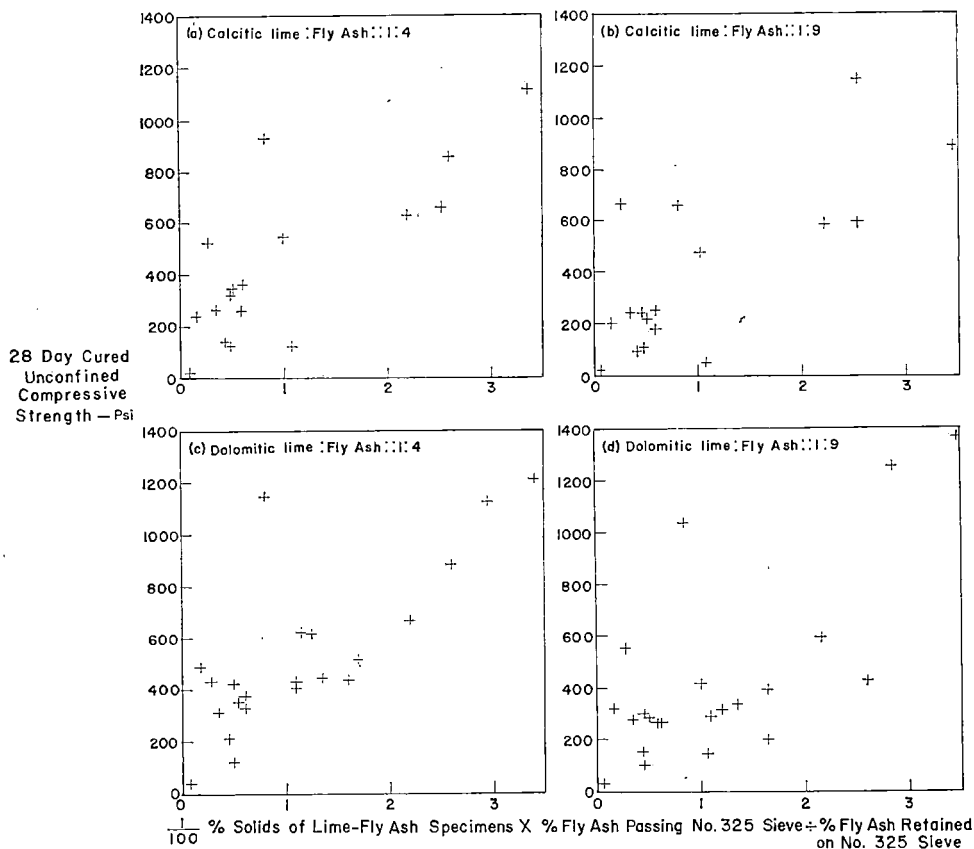 (a) Calcitic lime : Fly Ash :: 1 : 4
1400
1200
1000
800
600
400
200
0
0 1 2 3
(b) Calcitic lime : Fly Ash :: 1 : 9
1400
1200
1000
800
600
400
200
0
0 1 2 3
28 Day Cured
Unconfined
Compressive
Strength — Psi
(c) Dolomitic lime : Fly Ash :: 1 : 4
1400
1200
1000
800
600
400
200
0
0 1 2 3
(d) Dolomitic lime : Fly Ash :: 1 : 9
1400
1200
1000
800
600
400
200
0
0 1 2 3
1/100 % Solids of Lime-Fly Ash Specimens X % Fly Ash Passing No. 325 Sieve ÷ % Fly Ash Retained
on No. 325 Sieve